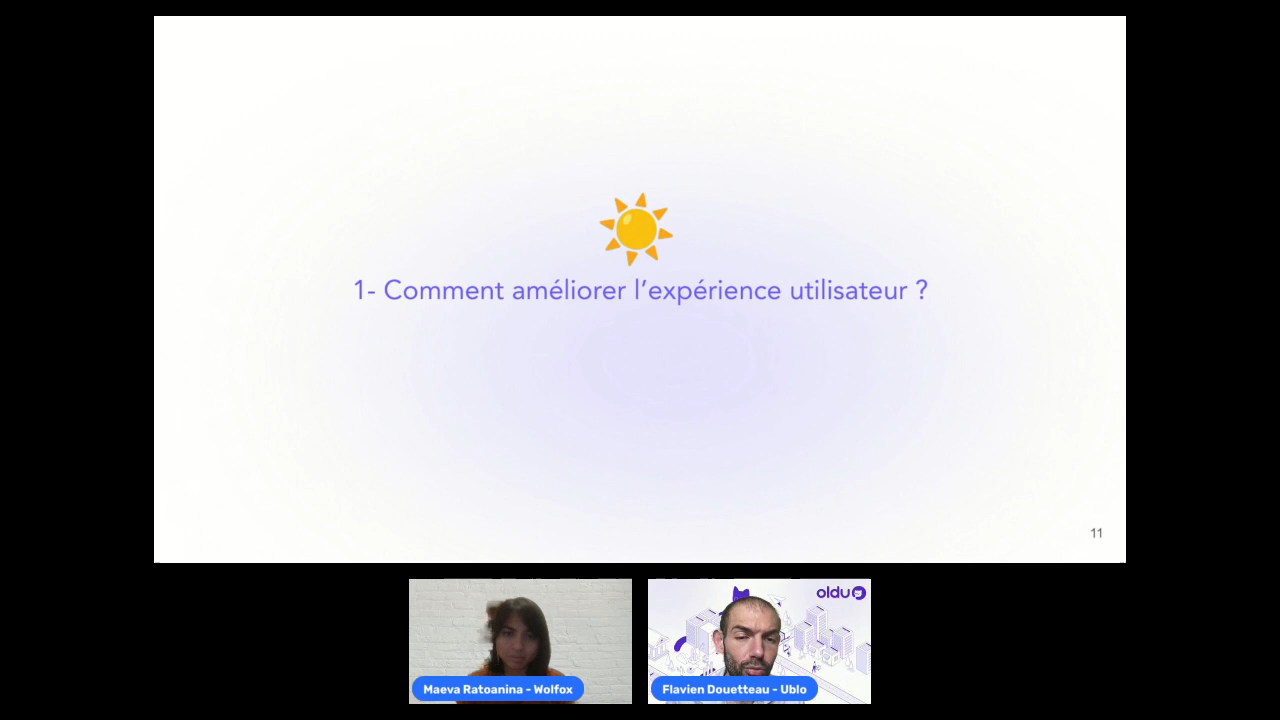 1- Comment améliorer l’expérience utilisateur ?
11
oldu
Maeva Ratoanina - Wolfox
Flavien Douetteau - Ublo